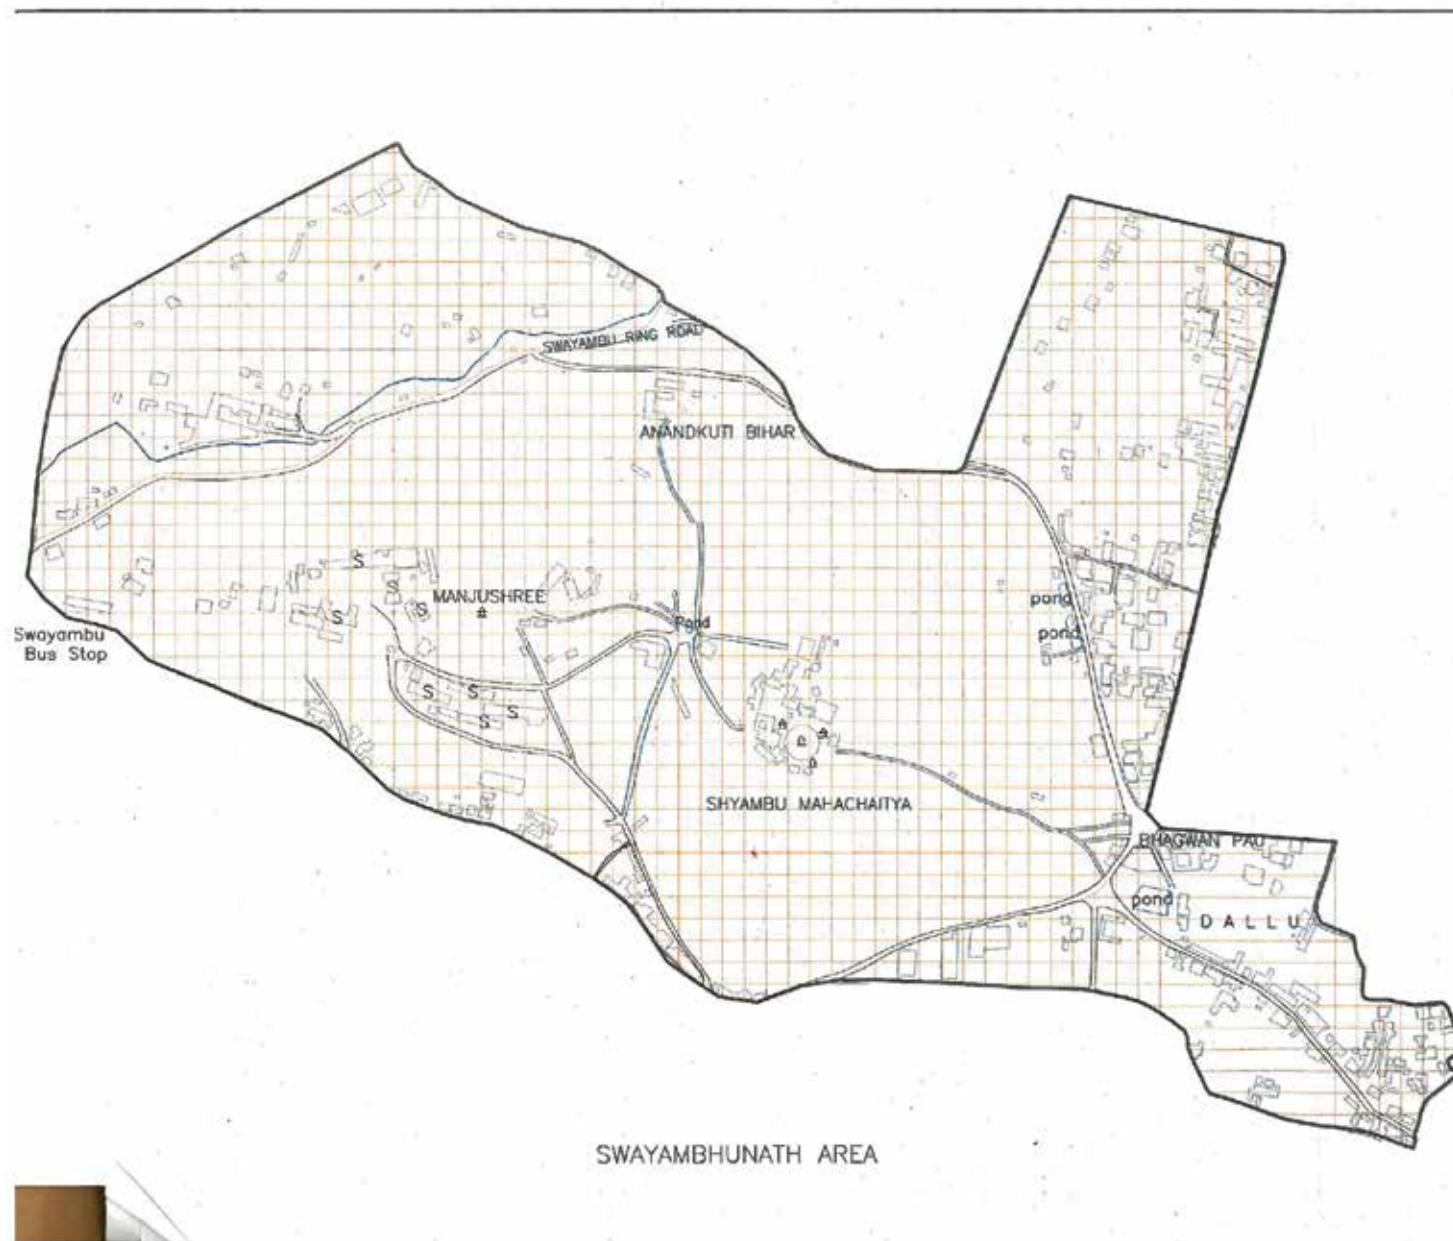 SWAYAMBU RING ROAD
ANANDKUTI BIHAR
S
S
MANJUSHREE
S
S
pond
Pond
pond
Swayambu
Bus Stop
S
S
S
S
SHYAMBU MAHACHAITYA
BHAGWAN PAU
pond
DALLU
SWAYAMBHUNATH AREA